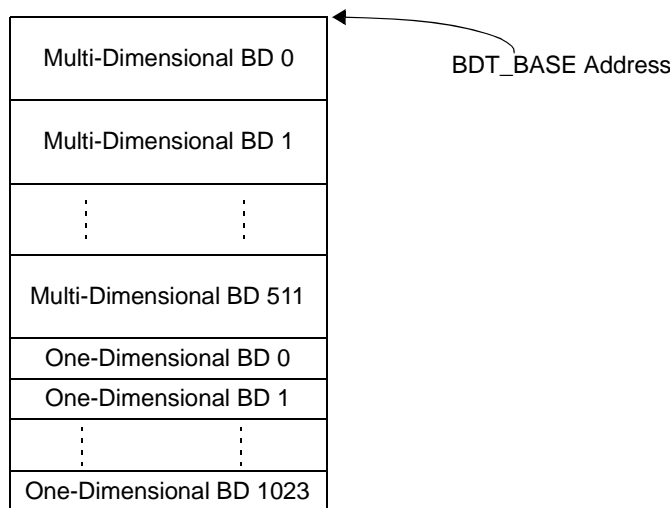 Multi-Dimensional BD 0
BDT_BASE Address
Multi-Dimensional BD 1
Multi-Dimensional BD 511
One-Dimensional BD 0
One-Dimensional BD 1
One-Dimensional BD 1023